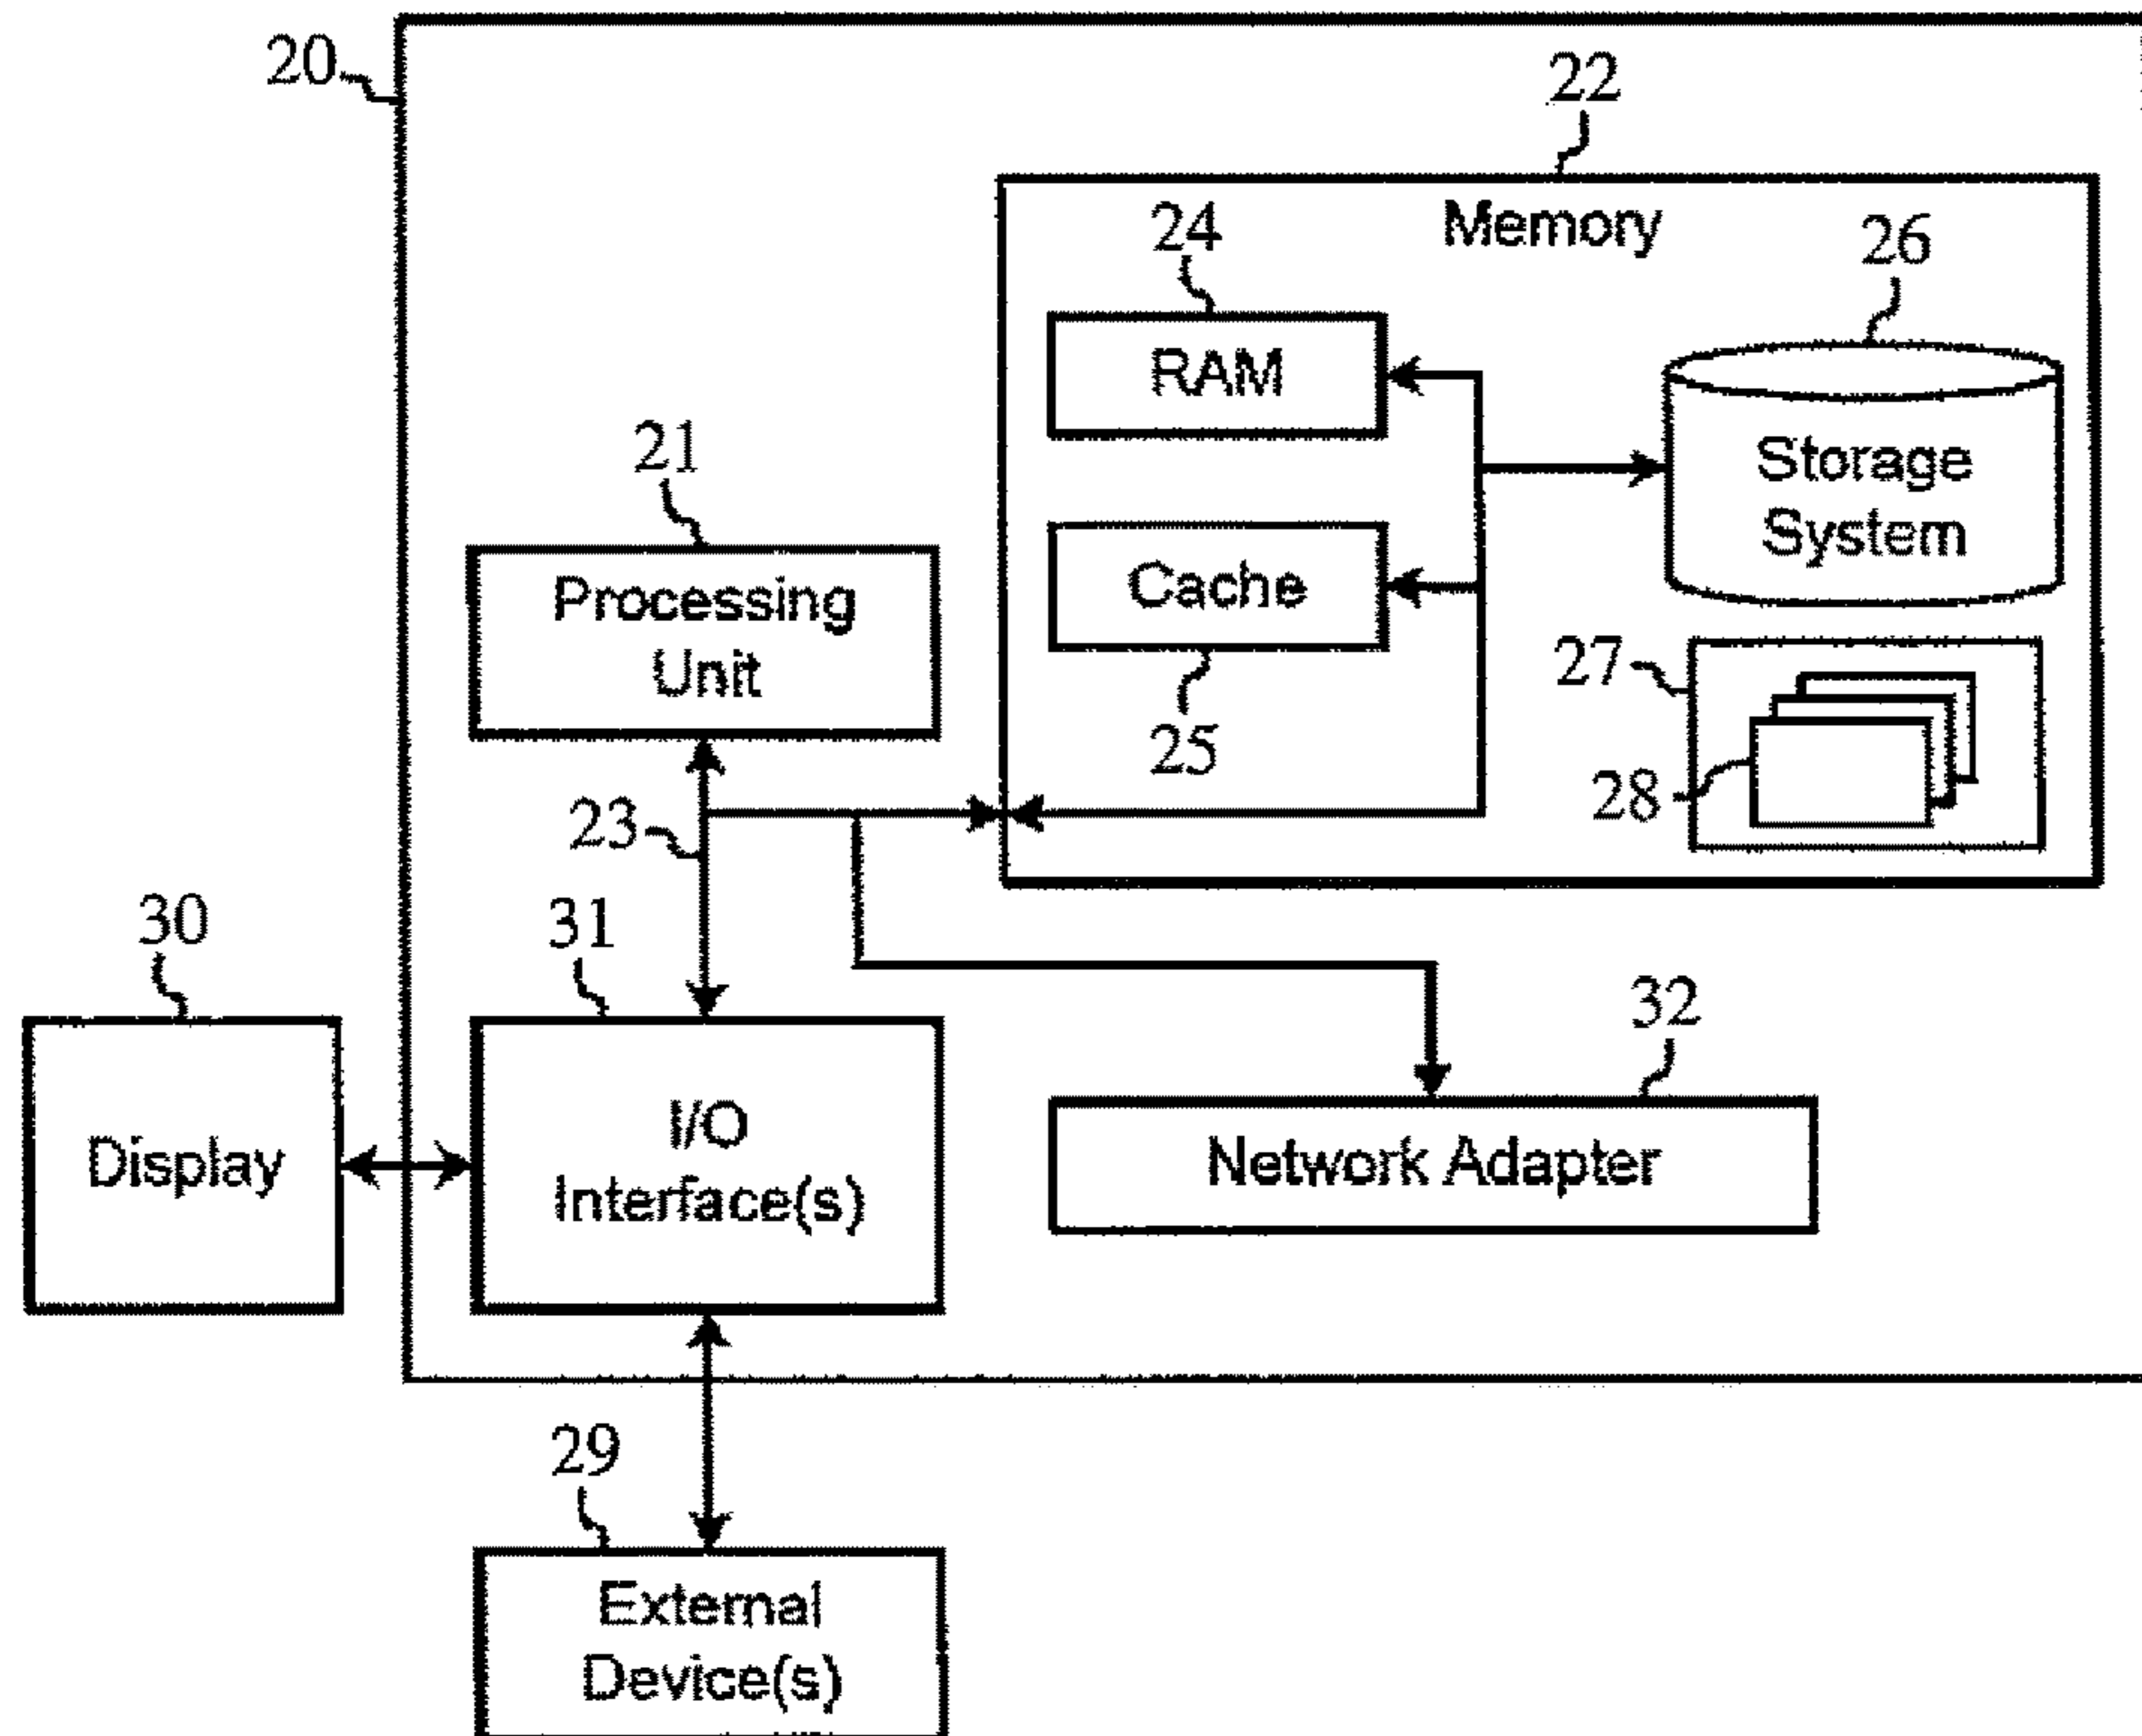 20
22
Memory
24
26
RAM
Storage
System
21
Processing
Unit
Cache
25
27
28
23
30
31
32
Display
I/O
Interface(s)
Network Adapter
29
External
Device(s)